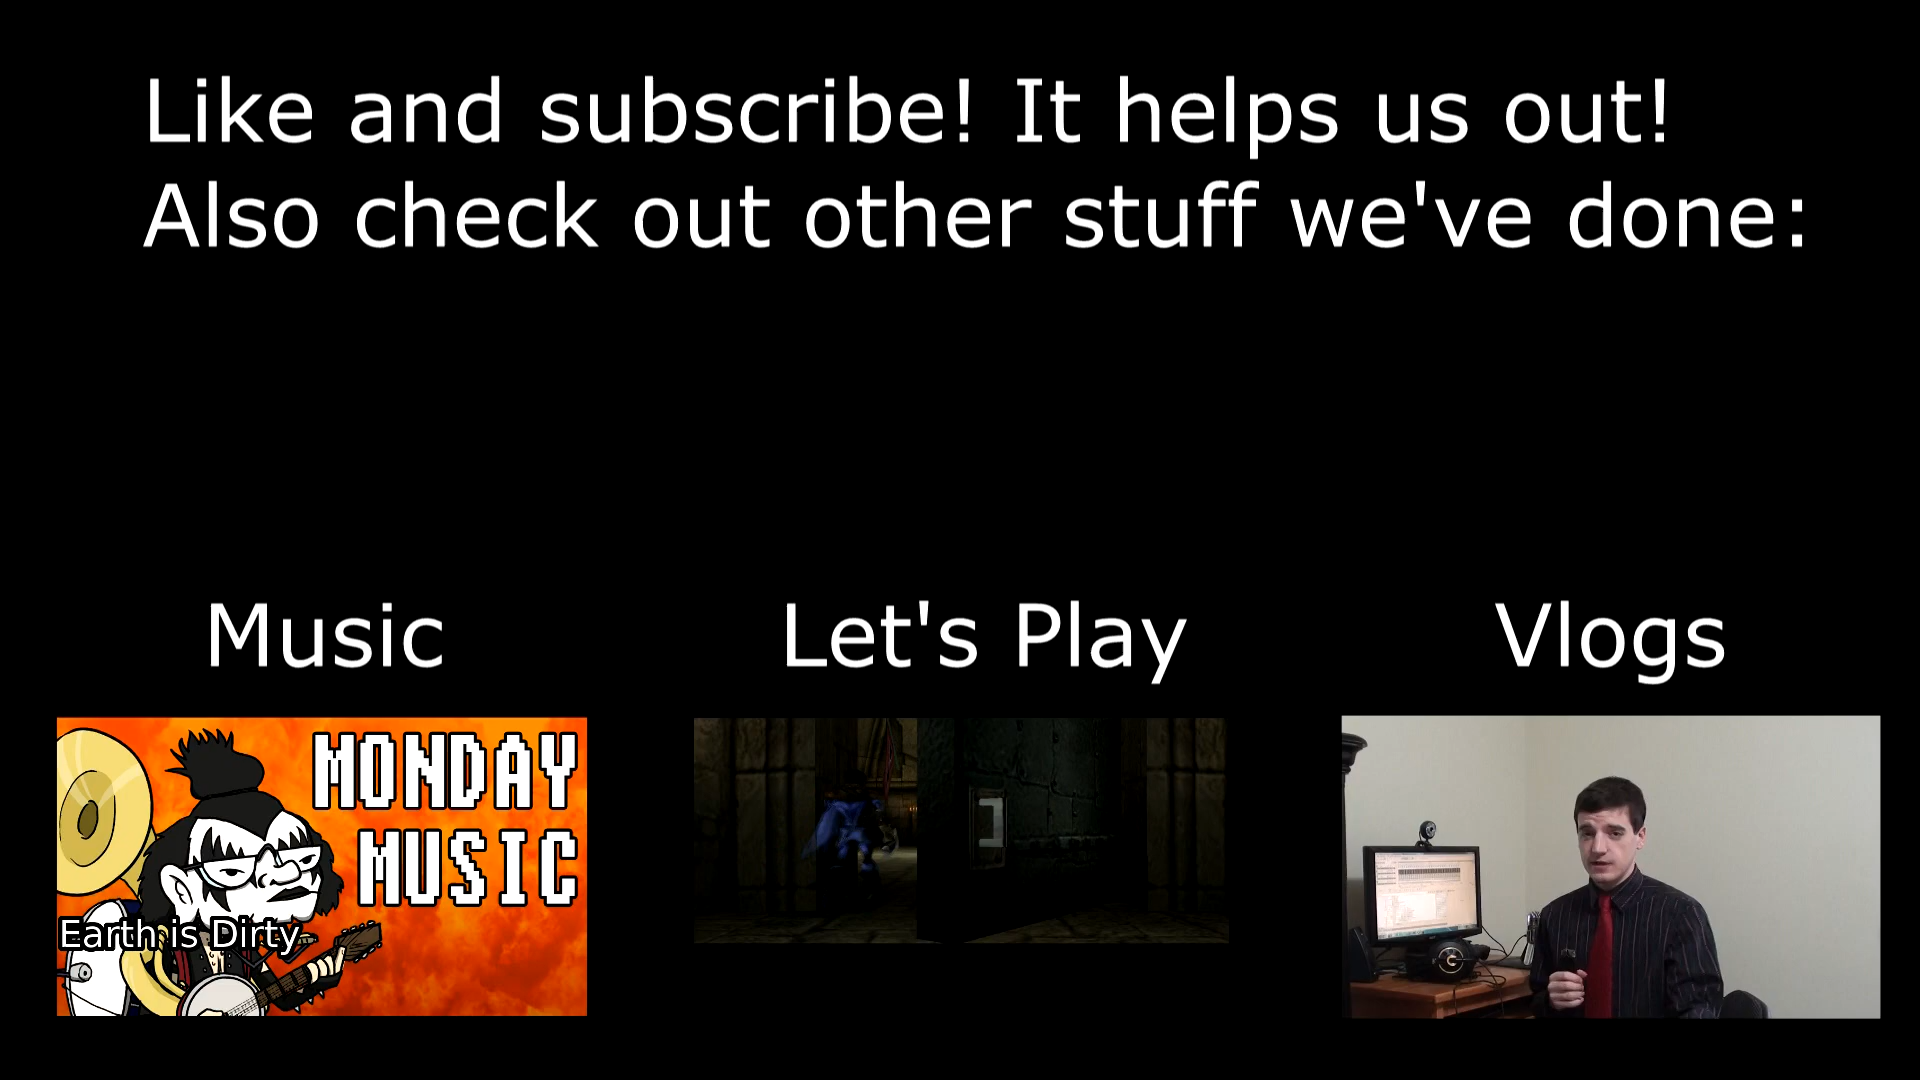 Like and subscribe! It helps us out!
Also check out other stuff we've done:
Music
Let's Play
Vlogs
MONDAY
MUSIC
Earth is Dirty